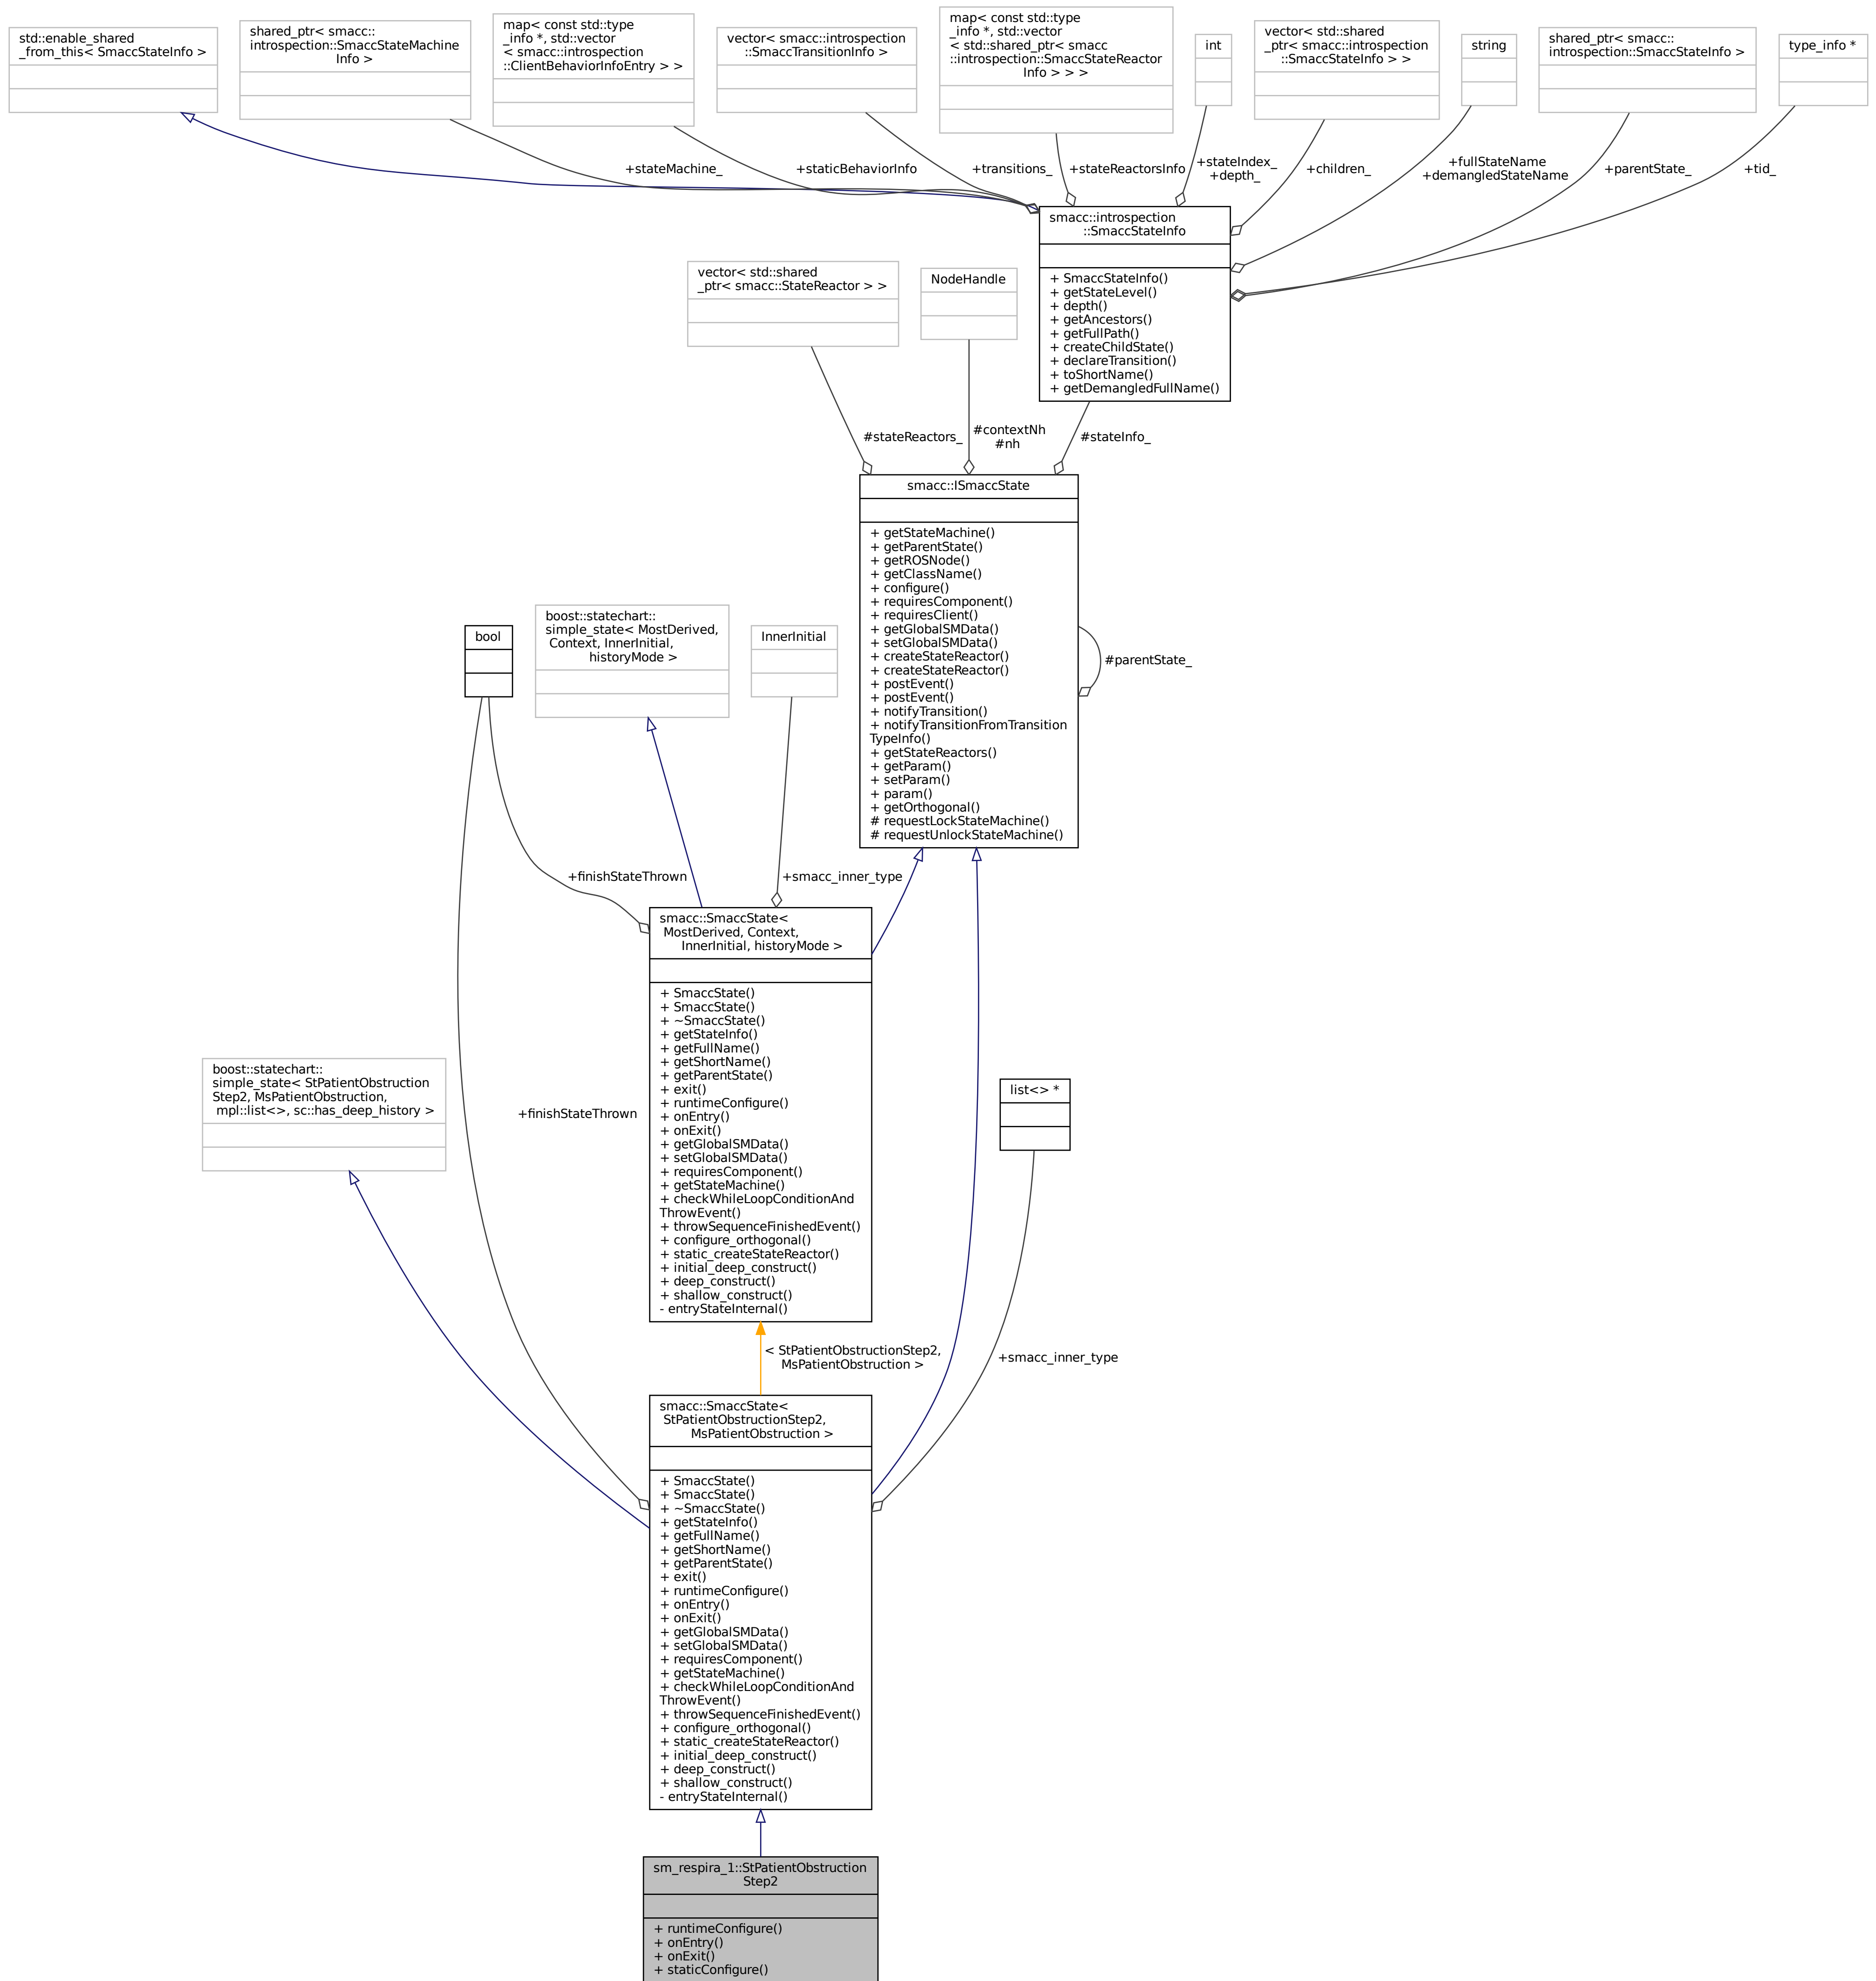 std::enable_shared
_from_this< SmaccStateInfo >
shared_ptr< smacc::
introspection::SmaccStateMachine
Info >
map< const std::type
_info *, std::vector
< smacc::introspection
::ClientBehaviorInfoEntry > >
vector< smacc::introspection
::SmaccTransitionInfo >
map< const std::type
_info *, std::vector
< std::shared_ptr< smacc
::introspection::SmaccStateReactor
Info > > >
int
vector< std::shared
_ptr< smacc::introspection
::SmaccStateInfo > >
string
shared_ptr< smacc::
introspection::SmaccStateInfo >
type_info *
+stateMachine_
+staticBehaviorInfo
+transitions_
+stateReactorsInfo
+stateIndex_
+depth_
+children_
+fullStateName
+demangledStateName
+parentState_
+tid_
smacc::introspection
::SmaccStateInfo
+ SmaccStateInfo()
+ getStateLevel()
+ depth()
+ getAncestors()
+ getFullPath()
+ createChildState()
+ declareTransition()
+ toShortName()
+ getDemangledFullName()
vector< std::shared
_ptr< smacc::StateReactor > >
NodeHandle
#stateReactors_
#contextNh
#nh
#stateInfo_
smacc::ISmaccState
+ getStateMachine()
+ getParentState()
+ getROSNode()
+ getClassName()
+ configure()
+ requiresComponent()
+ requiresClient()
+ getGlobalSMData()
+ setGlobalSMData()
+ createStateReactor()
+ createStateReactor()
+ postEvent()
+ postEvent()
+ notifyTransition()
+ notifyTransitionFromTransition
TypeInfo()
+ getStateReactors()
+ getParam()
+ setParam()
+ param()
+ getOrthogonal()
# requestLockStateMachine()
# requestUnlockStateMachine()
#parentState_
bool
boost::statechart::
simple_state< MostDerived,
Context, InnerInitial,
historyMode >
InnerInitial
+finishStateThrown
+smacc_inner_type
smacc::SmaccState<
MostDerived, Context,
InnerInitial, historyMode >
+ SmaccState()
+ SmaccState()
+ ~SmaccState()
+ getStateInfo()
+ getFullName()
+ getShortName()
+ getParentState()
+ exit()
+ runtimeConfigure()
+ onEntry()
+ onExit()
+ getGlobalSMData()
+ setGlobalSMData()
+ requiresComponent()
+ getStateMachine()
+ checkWhileLoopConditionAnd
ThrowEvent()
+ throwSequenceFinishedEvent()
+ configure_orthogonal()
+ static_createStateReactor()
+ initial_deep_construct()
+ deep_construct()
+ shallow_construct()
- entryStateInternal()
boost::statechart::
simple_state< StPatientObstruction
Step2, MsPatientObstruction,
mpl::list<>, sc::has_deep_history >
+finishStateThrown
list<> *
< StPatientObstructionStep2,
MsPatientObstruction >
+smacc_inner_type
smacc::SmaccState<
StPatientObstructionStep2,
MsPatientObstruction >
+ SmaccState()
+ SmaccState()
+ ~SmaccState()
+ getStateInfo()
+ getFullName()
+ getShortName()
+ getParentState()
+ exit()
+ runtimeConfigure()
+ onEntry()
+ onExit()
+ getGlobalSMData()
+ setGlobalSMData()
+ requiresComponent()
+ getStateMachine()
+ checkWhileLoopConditionAnd
ThrowEvent()
+ throwSequenceFinishedEvent()
+ configure_orthogonal()
+ static_createStateReactor()
+ initial_deep_construct()
+ deep_construct()
+ shallow_construct()
- entryStateInternal()
sm_respira_1::StPatientObstruction
Step2
+ runtimeConfigure()
+ onEntry()
+ onExit()
+ staticConfigure()